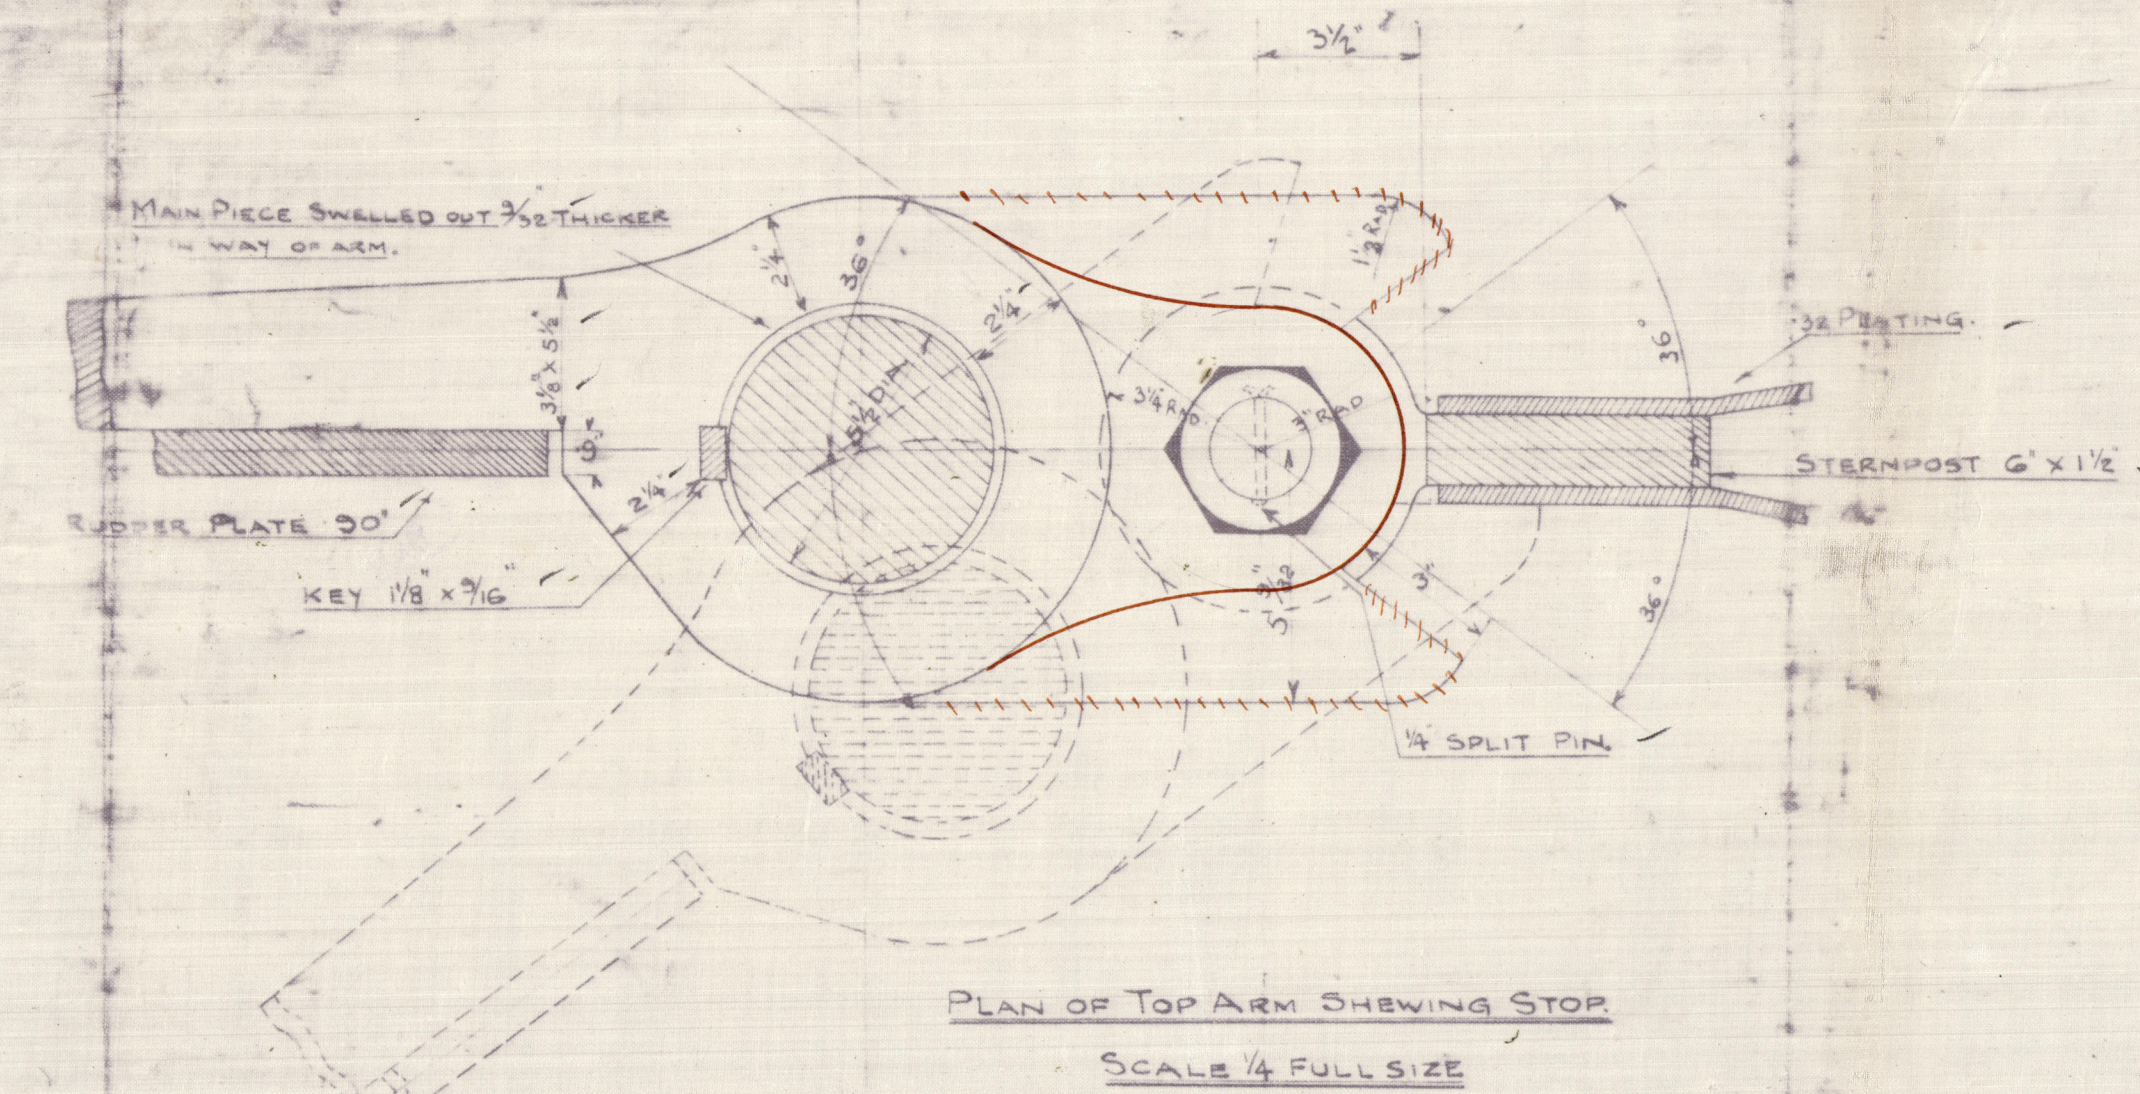 3½"
MAIN PIECE SWELLED OUT 9/32" THICKER
WAY OF ARM.
2¼"
36°
1½ RAD
2¼"
36°
32 PLATING.
3⅛" x 5½"
5½ DIA
3¼ RAD
3" RAD
STERNPOST 6" x 1½"
2¼"
RUDDER PLATE 90"
KEY 1⅛" x 9/16"
5 9/32"
3"
36°
¼ SPLIT PIN.
PLAN OF TOP ARM SHEWING STOP.
SCALE ¼ FULL SIZE